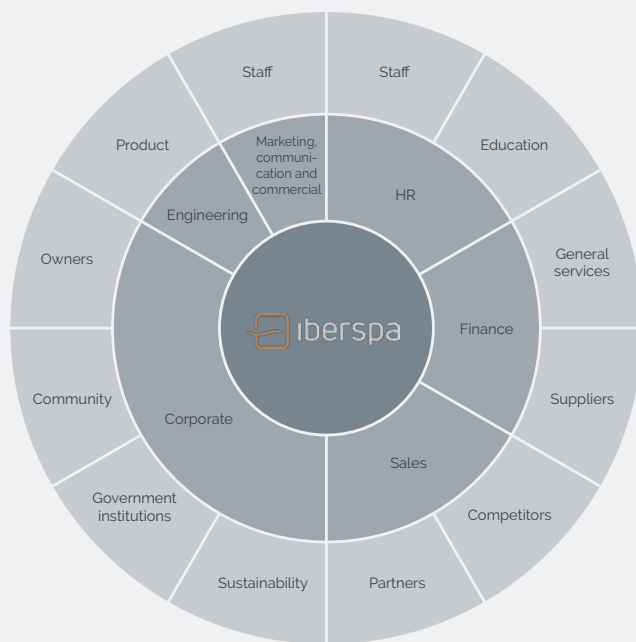 Staff
Staff
Education
General
services
Suppliers
Competitors
Partners
Sustainability
Government
institutions
Community
Owners
Product
Marketing,
communi-
cation and
commercial
HR
Finance
Sales
Corporate
Engineering
iberspa